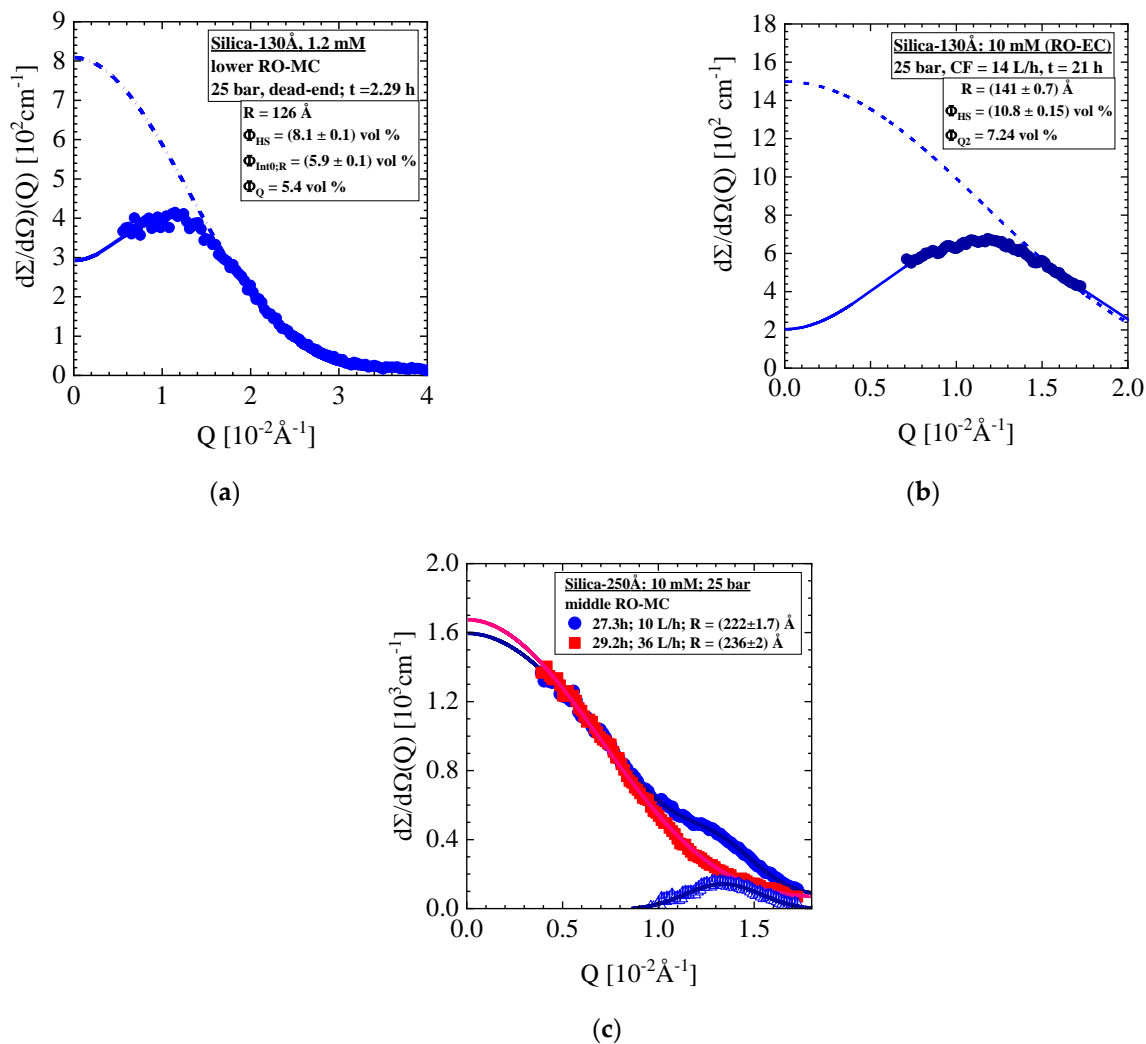 9
8
7
6
5
4
3
2
1
0
dΣ/dΩ)(Q) [10²cm⁻¹]
Silica-130Å, 1.2 mM
lower RO-MC
25 bar, dead-end; t =2.29 h
R = 126 Å
Φ_HS = (8.1 ± 0.1) vol %
Φ_Int0;R = (5.9 ± 0.1) vol %
Φ_Q = 5.4 vol %
0 1 2 3 4
Q [10⁻²Å⁻¹]
(a)
18
15
12
10
8
6
4
2
0
dΣ/dΩ(Q) [10² cm⁻¹]
Silica-130Å: 10 mM (RO-EC)
25 bar, CF = 14 L/h, t = 21 h
R = (141 ± 0.7) Å
Φ_HS = (10.8 ± 0.15) vol %
Φ_Q2 = 7.24 vol %
0.0 0.5 1.0 1.5 2.0
Q [10⁻²Å⁻¹]
(b)
2.0
1.6
1.2
0.8
0.4
0.0
dΣ/dΩ(Q) [10³cm⁻¹]
Silica-250Å: 10 mM; 25 bar
middle RO-MC
27.3h; 10 L/h; R = (222±1.7) Å
29.2h; 36 L/h; R = (236±2) Å
0.0 0.5 1.0 1.5
Q [10⁻²Å⁻¹]
(c)